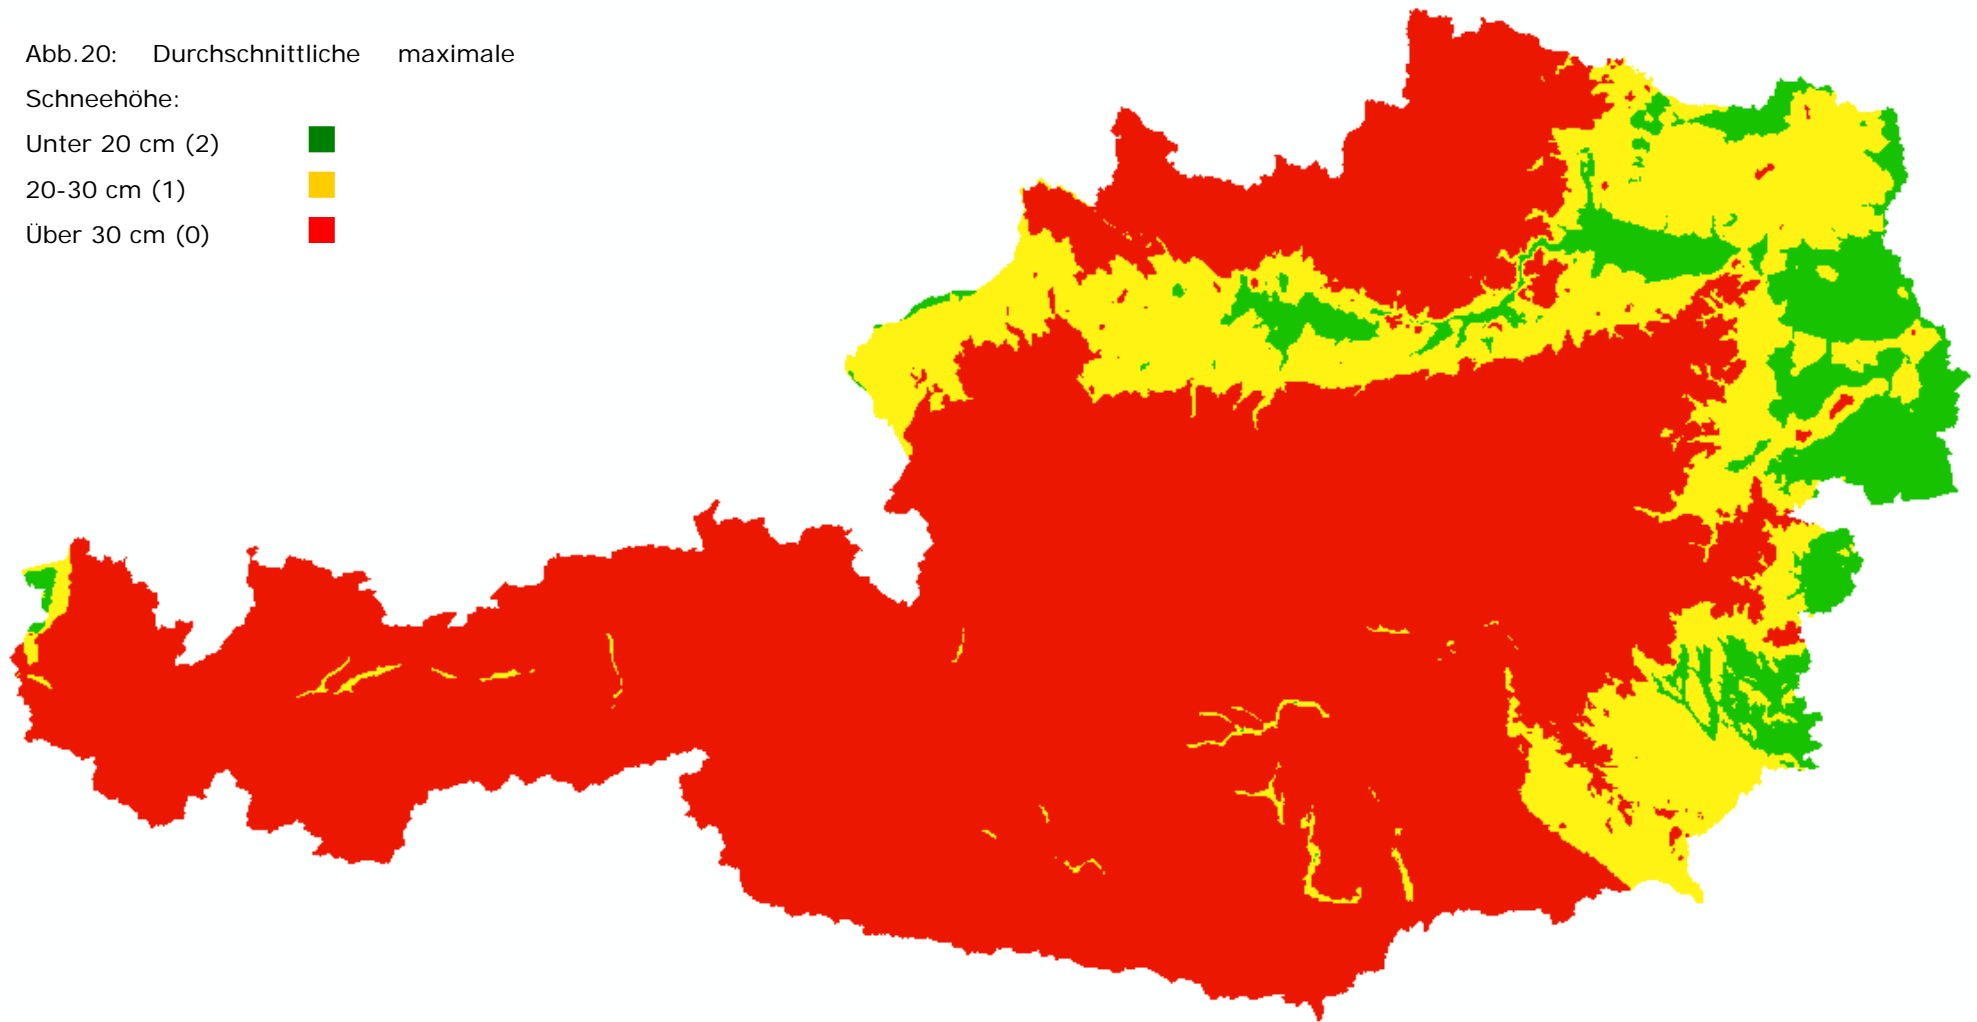 Abb.20: Durchschnittliche maximale
Schneehöhe:
Unter 20 cm (2)
20-30 cm (1)
Über 30 cm (0)